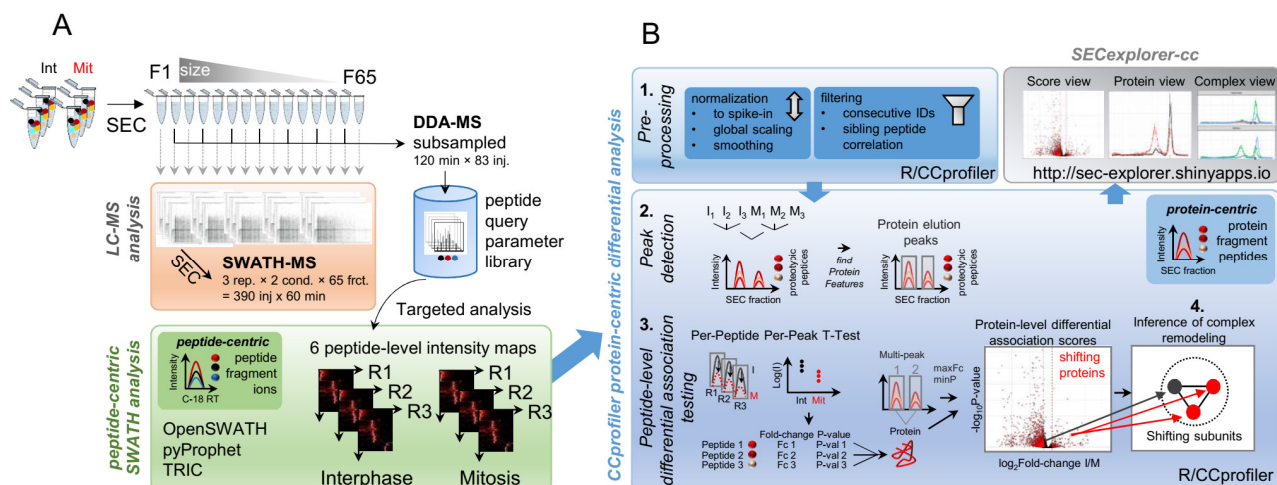 A
Int Mit
SEC
F1
size
F65
DDA-MS
subsampled
120 min × 83 inj.
peptide
query
parameter
library
LC-MS
analysis
SEC
SWATH-MS
3 rep. × 2 cond. × 65 frct.
= 390 inj x 60 min
Targeted analysis
peptide-centric
SWATH analysis
peptide-centric
Intensity
C-18 RT
peptide
fragment
ions
OpenSWATH
pyProphet
TRIC
6 peptide-level intensity maps
R1
R2
R3
R1
R2
R3
Interphase
Mitosis
B
CCprofiler protein-centric differential analysis
1.
Pre-
processing
normalization
to spike-in
• global scaling
• smoothing
filtering
• consecutive IDs
• sibling peptide
correlation
R/CCprofiler
SECexplorer-cc
Score view
Protein view
Complex view
http://sec-explorer.shinyapps.io
2.
Peak
detection
I1 I2 I3 M1 M2 M3
Intensity
SEC fraction
proteotypic
peptides
find
Protein
Features
Protein elution
peaks
Intensity
SEC fraction
proteotypic
peptides
protein-centric
Intensity
SEC fraction
protein
fragment
peptides
3.
Peptide-level
differential association
testing
Per-Peptide Per-Peak T-Test
R1
R2
R3
I
M
Log(I)
Int Mit
Fold-change P-value
Peptide 1 Fc 1 P-val 1
Peptide 2 Fc 2 P-val 2
Peptide 3 Fc 3 P-val 3
Multi-peak
1 2
Protein
maxFc
minP
Protein-level differential
association scores
shifting
proteins
-log10P-value
log2Fold-change I/M
4.
Inference of complex
remodeling
Shifting subunits
R/CCprofiler